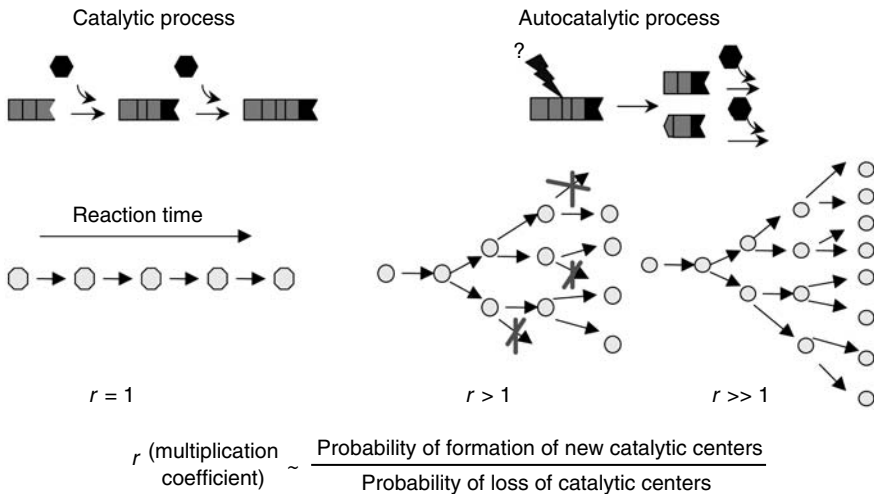 Catalytic process
Autocatalytic process
?
Reaction time
r = 1
r > 1
r >> 1
r (multiplication coefficient) ~ Probability of formation of new catalytic centers
Probability of loss of catalytic centers